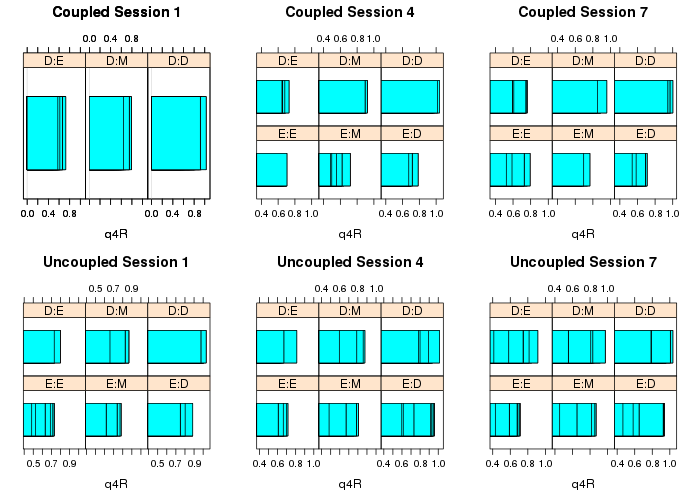 Coupled Session 1
Coupled Session 4
Coupled Session 7
0.0 0.4 0.8
0.4 0.6 0.8 1.0
0.4 0.6 0.8 1.0
D:E D:M D:D
D:E D:M D:D
D:E D:M D:D
E:E E:M E:D
E:E E:M E:D
0.0 0.4 0.8 0.0 0.4 0.8
0.4 0.6 0.8 1.0 0.4 0.6 0.8 1.0
0.4 0.6 0.8 1.0 0.4 0.6 0.8 1.0
q4R
q4R
q4R
Uncoupled Session 1
Uncoupled Session 4
Uncoupled Session 7
0.5 0.7 0.9
0.4 0.6 0.8 1.0
0.4 0.6 0.8 1.0
D:E D:M D:D
D:E D:M D:D
D:E D:M D:D
E:E E:M E:D
E:E E:M E:D
E:E E:M E:D
0.5 0.7 0.9 0.5 0.7 0.9
0.4 0.6 0.8 1.0 0.4 0.6 0.8 1.0
0.4 0.6 0.8 1.0 0.4 0.6 0.8 1.0
q4R
q4R
q4R